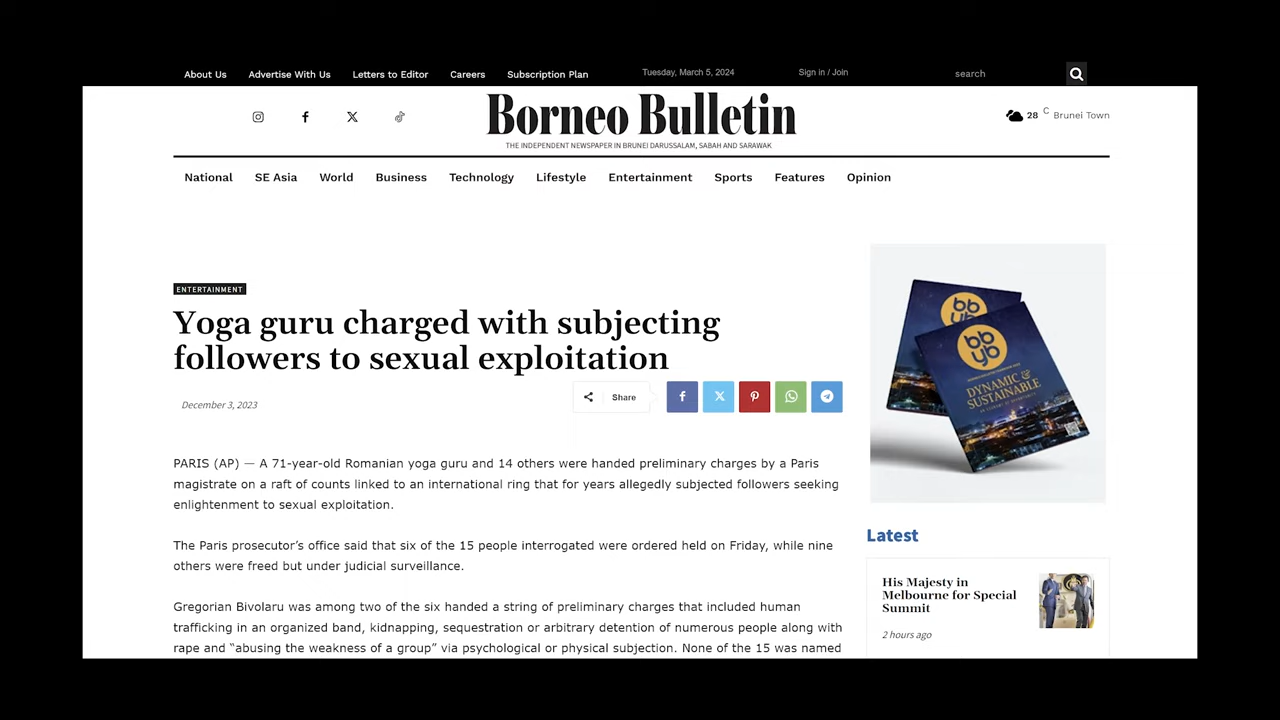 About Us Advertise With Us Letters to Editor Careers Subscription Plan Tuesday, March 5, 2024 Sign in / Join search
Borneo Bulletin
THE INDEPENDENT NEWSPAPER IN BRUNEI DARUSSALAM, SABAH AND SARAWAK
28 C Brunei Town
National SE Asia World Business Technology Lifestyle Entertainment Sports Features Opinion
ENTERTAINMENT
Yoga guru charged with subjecting
followers to sexual exploitation
December 3, 2023
Share
PARIS (AP) — A 71-year-old Romanian yoga guru and 14 others were handed preliminary charges by a Paris
magistrate on a raft of counts linked to an international ring that for years allegedly subjected followers seeking
enlightenment to sexual exploitation.
The Paris prosecutor’s office said that six of the 15 people interrogated were ordered held on Friday, while nine
others were freed but under judicial surveillance.
Gregorian Bivolaru was among two of the six handed a string of preliminary charges that included human
trafficking in an organized band, kidnapping, sequestration or arbitrary detention of numerous people along with
rape and “abusing the weakness of a group” via psychological or physical subjection. None of the 15 was named
bb
yb
DYNAMIC &
SUSTAINABLE
Latest
His Majesty in
Melbourne for Special
Summit
2 hours ago